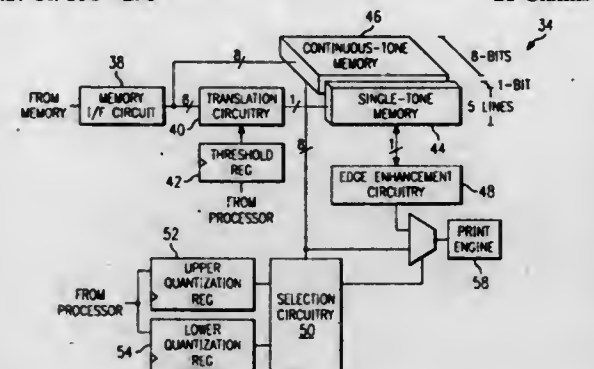 34
46
CONTINUOUS-TONE
MEMORY
8-BITS
1-BIT
5 LINES
38
8
FROM
MEMORY
MEMORY
I/F CIRCUIT
8
TRANSLATION
CIRCUITRY
40
1
SINGLE-TONE
MEMORY
44
THRESHOLD
REG
42
FROM
PROCESSOR
8
1
EDGE ENHANCEMENT
CIRCUITRY
48
PRINT
ENGINE
58
52
UPPER
QUANTIZATION
REG
FROM
PROCESSOR
SELECTION
CIRCUITRY
50
LOWER
QUANTIZATION
REG
54